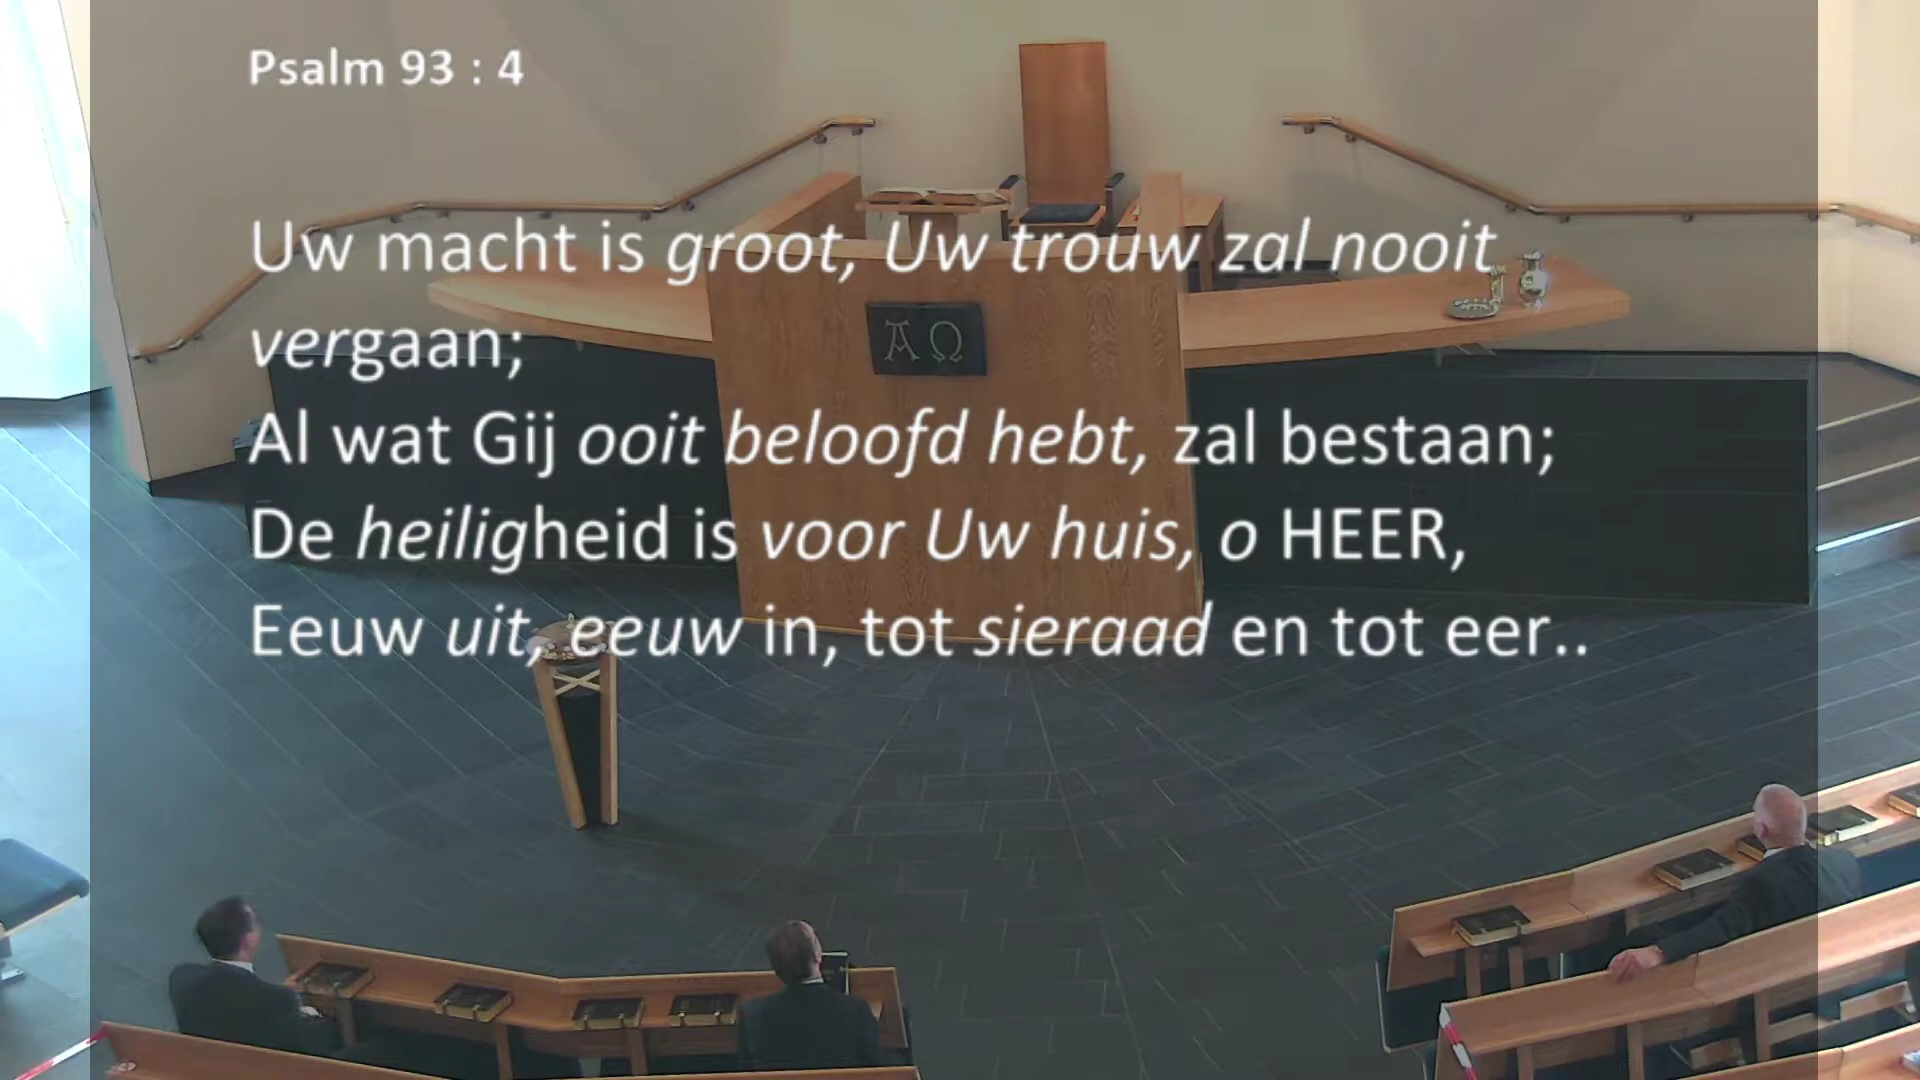 Psalm 93 : 4
Uw macht is groot, Uw trouw zal nooit
vergaan;
Al wat Gij ooit beloofd hebt, zal bestaan;
De heiligheid is voor Uw huis, o HEER,
Eeuw uit, eeuw in, tot sieraad en tot eer..
Α Ω